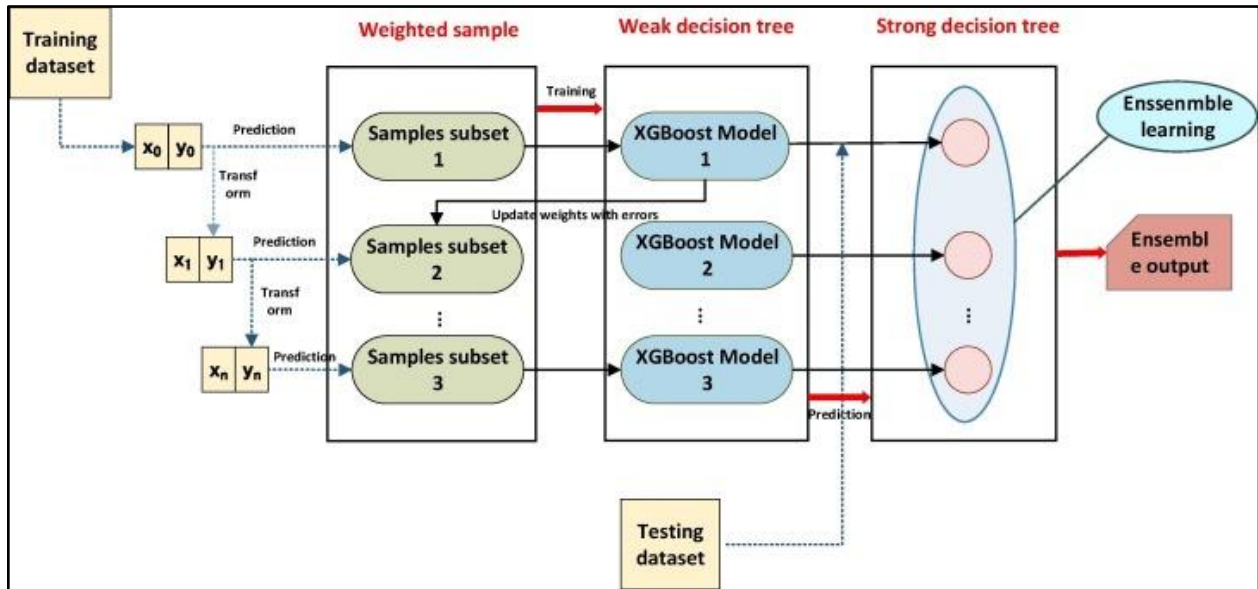 Training
dataset
Weighted sample
Weak decision tree
Strong decision tree
Training
Enssenmble
learning
x₀ y₀
Prediction
Samples subset
1
XGBoost Model
1
Transf
orm
Update weights with errors
x₁ y₁
Prediction
Samples subset
2
XGBoost Model
2
Ensembl
e output
Transf
orm
⋮
⋮
⋮
xₙ yₙ
Prediction
Samples subset
3
XGBoost Model
3
Prediction
Testing
dataset